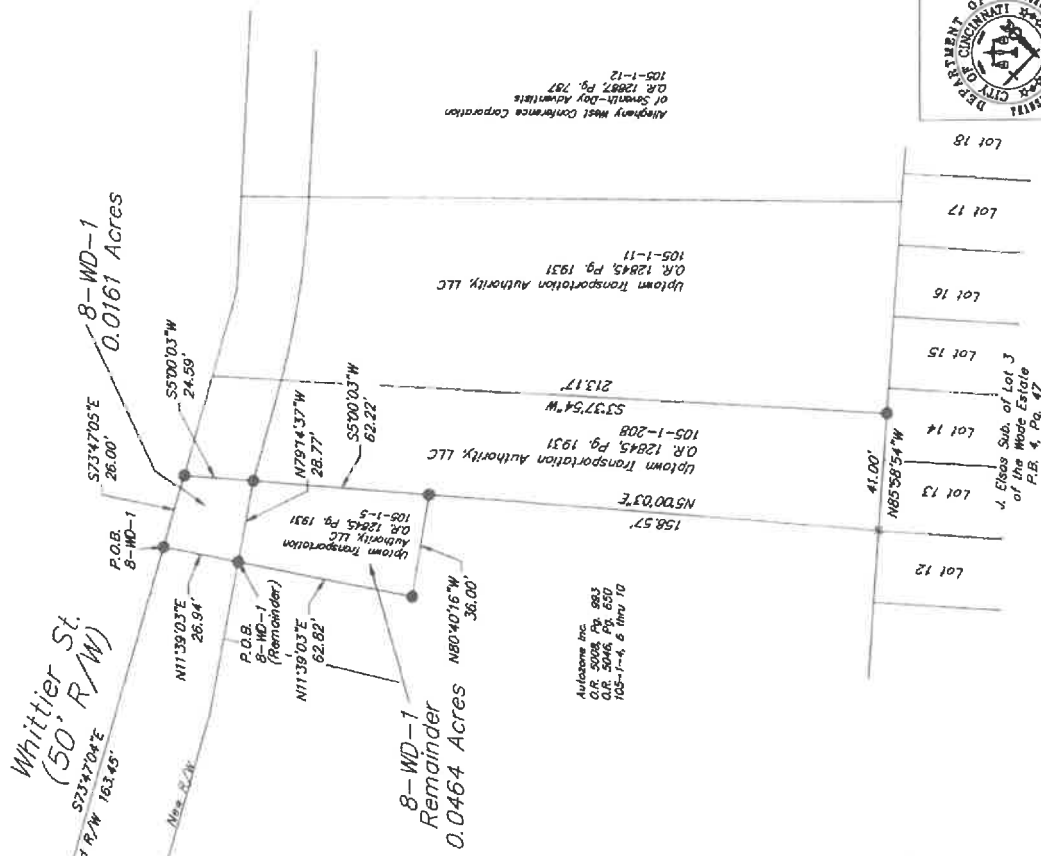 Whittier St.
(50' R/W)
S73°47'04"E
R/W 163.45'
New R/W
P.O.B.
8-WD-1
S73°47'05"E
26.00'
8-WD-1
0.0161 Acres
S5°00'03"W
24.59'
N11°39'03"E
26.94'
P.O.B.
8-WD-1
(Remainder)
N11°39'03"E
62.82'
N79°14'37"W
28.77'
S5°00'03"W
62.22'
Uptown Transportation
Authority, LLC
O.R. 12845, Pg. 1931
105-1-5
N80°40'16"W
36.00'
8-WD-1
Remainder
0.0464 Acres
Autozone Inc.
O.R. 5008, Pg. 993
O.R. 5046, Pg. 650
105-1-4, 6 thru 10
158.57'
N5°00'03"E
Uptown Transportation Authority, LLC
O.R. 12845, Pg. 1931
105-1-208
S3°37'54"W
213.17'
Uptown Transportation Authority, LLC
O.R. 12845, Pg. 1931
105-1-11
Alleghany West Conference Corporation
of Seventh-Day Adventists
O.R. 12687, Pg. 787
105-1-12
41.00'
N85°58'54"W
Lot 12
Lot 13
Lot 14
Lot 15
Lot 16
Lot 17
Lot 18
J. Elsas Sub. of Lot 3
of the Wade Estate
P.B. 4, Pg. 47
DEPARTMENT OF
CITY OF CINCINNATI